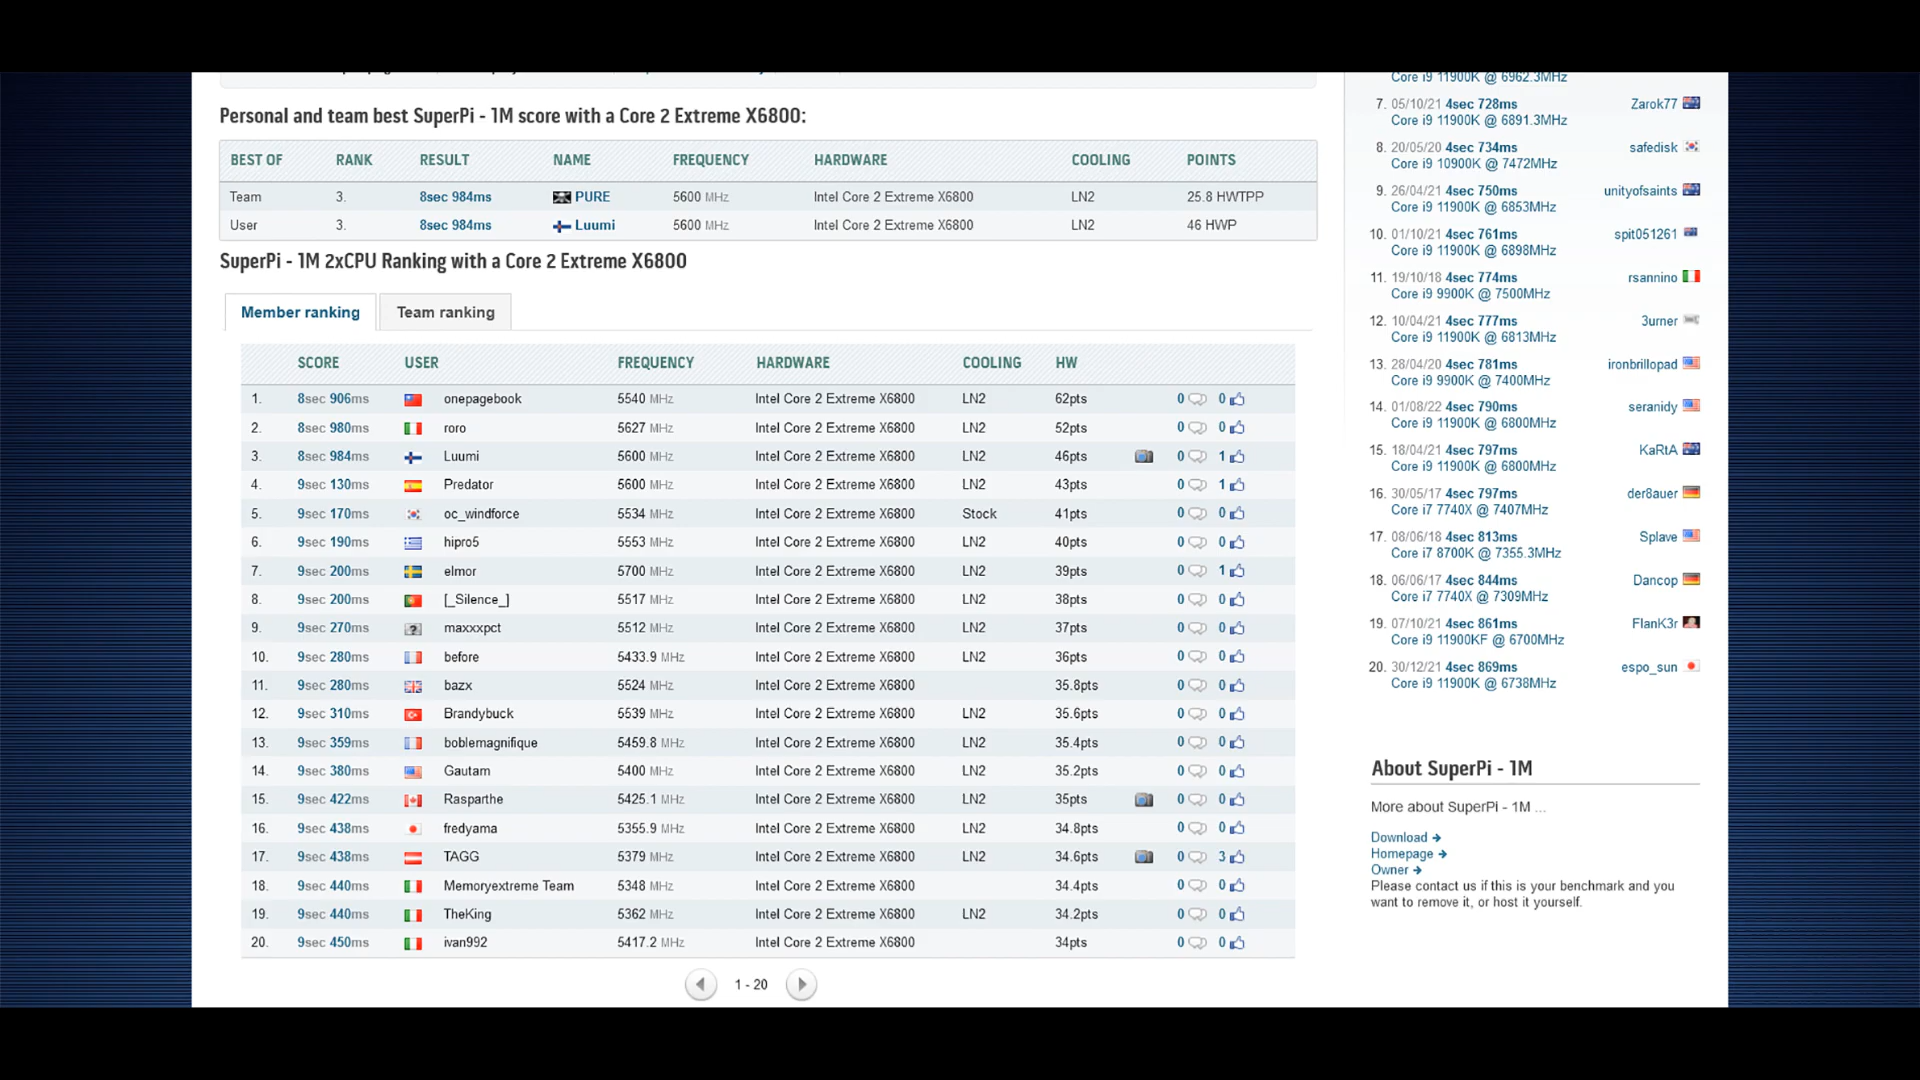 Personal and team best SuperPi - 1M score with a Core 2 Extreme X6800:
BEST OF RANK RESULT NAME FREQUENCY HARDWARE COOLING POINTS
Team 3. 8sec 984ms PURE 5600 MHz Intel Core 2 Extreme X6800 LN2 25.8 HWTPP
User 3. 8sec 984ms Luumi 5600 MHz Intel Core 2 Extreme X6800 LN2 46 HWP
SuperPi - 1M 2xCPU Ranking with a Core 2 Extreme X6800
Member ranking Team ranking
SCORE USER FREQUENCY HARDWARE COOLING HW
1. 8sec 906ms onepagebook 5540 MHz Intel Core 2 Extreme X6800 LN2 62pts 0 0
2. 8sec 980ms roro 5627 MHz Intel Core 2 Extreme X6800 LN2 52pts 0 0
3. 8sec 984ms Luumi 5600 MHz Intel Core 2 Extreme X6800 LN2 46pts 0 1
4. 9sec 130ms Predator 5600 MHz Intel Core 2 Extreme X6800 LN2 43pts 0 1
5. 9sec 170ms oc_windforce 5534 MHz Intel Core 2 Extreme X6800 Stock 41pts 0 0
6. 9sec 190ms hipro5 5553 MHz Intel Core 2 Extreme X6800 LN2 40pts 0 0
7. 9sec 200ms elmor 5700 MHz Intel Core 2 Extreme X6800 LN2 39pts 0 1
8. 9sec 200ms [_Silence_] 5517 MHz Intel Core 2 Extreme X6800 LN2 38pts 0 0
9. 9sec 270ms maxxxpct 5512 MHz Intel Core 2 Extreme X6800 LN2 37pts 0 0
10. 9sec 280ms before 5433.9 MHz Intel Core 2 Extreme X6800 LN2 36pts 0 0
11. 9sec 280ms bazx 5524 MHz Intel Core 2 Extreme X6800 35.8pts 0 0
12. 9sec 310ms Brandybuck 5539 MHz Intel Core 2 Extreme X6800 LN2 35.6pts 0 0
13. 9sec 359ms boblemagnifique 5459.8 MHz Intel Core 2 Extreme X6800 LN2 35.4pts 0 0
14. 9sec 380ms Gautam 5400 MHz Intel Core 2 Extreme X6800 LN2 35.2pts 0 0
15. 9sec 422ms Rasparthe 5425.1 MHz Intel Core 2 Extreme X6800 LN2 35pts 0 0
16. 9sec 438ms fredyama 5355.9 MHz Intel Core 2 Extreme X6800 LN2 34.8pts 0 0
17. 9sec 438ms TAGG 5379 MHz Intel Core 2 Extreme X6800 LN2 34.6pts 0 3
18. 9sec 440ms Memoryextreme Team 5348 MHz Intel Core 2 Extreme X6800 34.4pts 0 0
19. 9sec 440ms TheKing 5362 MHz Intel Core 2 Extreme X6800 LN2 34.2pts 0 0
20. 9sec 450ms ivan992 5417.2 MHz Intel Core 2 Extreme X6800 34pts 0 0
1 - 20
Core i9 11900K @ 6962.3MHz
7. 05/10/21 4sec 728ms Zarok77
Core i9 11900K @ 6891.3MHz
8. 20/05/20 4sec 734ms safedisk
Core i9 10900K @ 7472MHz
9. 26/04/21 4sec 750ms unityofsaints
Core i9 11900K @ 6853MHz
10. 01/10/21 4sec 761ms spit051261
Core i9 11900K @ 6898MHz
11. 19/10/18 4sec 774ms rsannino
Core i9 9900K @ 7500MHz
12. 10/04/21 4sec 777ms 3urner
Core i9 11900K @ 6813MHz
13. 28/04/20 4sec 781ms ironbrillopad
Core i9 9900K @ 7400MHz
14. 01/08/22 4sec 790ms seranidy
Core i9 11900K @ 6800MHz
15. 18/04/21 4sec 797ms KaRtA
Core i9 11900K @ 6800MHz
16. 30/05/17 4sec 797ms der8auer
Core i7 7740X @ 7407MHz
17. 08/06/18 4sec 813ms Splave
Core i7 8700K @ 7355.3MHz
18. 06/06/17 4sec 844ms Dancop
Core i7 7740X @ 7309MHz
19. 07/10/21 4sec 861ms FlanK3r
Core i9 11900KF @ 6700MHz
20. 30/12/21 4sec 869ms espo_sun
Core i9 11900K @ 6738MHz
About SuperPi - 1M
More about SuperPi - 1M ...
Download
Homepage
Owner
Please contact us if this is your benchmark and you
want to remove it, or host it yourself.